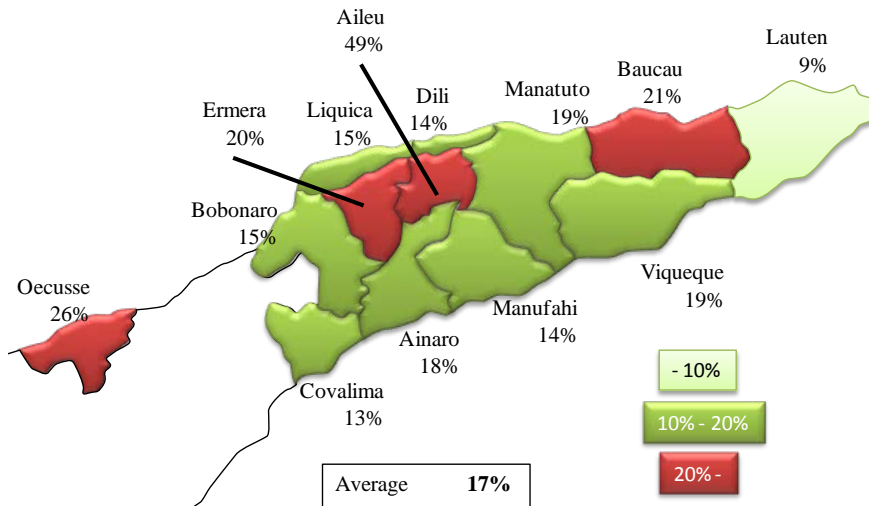 Aileu
49%
Lauten
9%
Baucau
21%
Ermera
20%
Liquica
15%
Dili
14%
Manatuto
19%
Bobonaro
15%
Oecusse
26%
Viqueque
19%
Manufahi
14%
Ainaro
18%
Covalima
13%
- 10%
10% - 20%
20% -
Average 17%